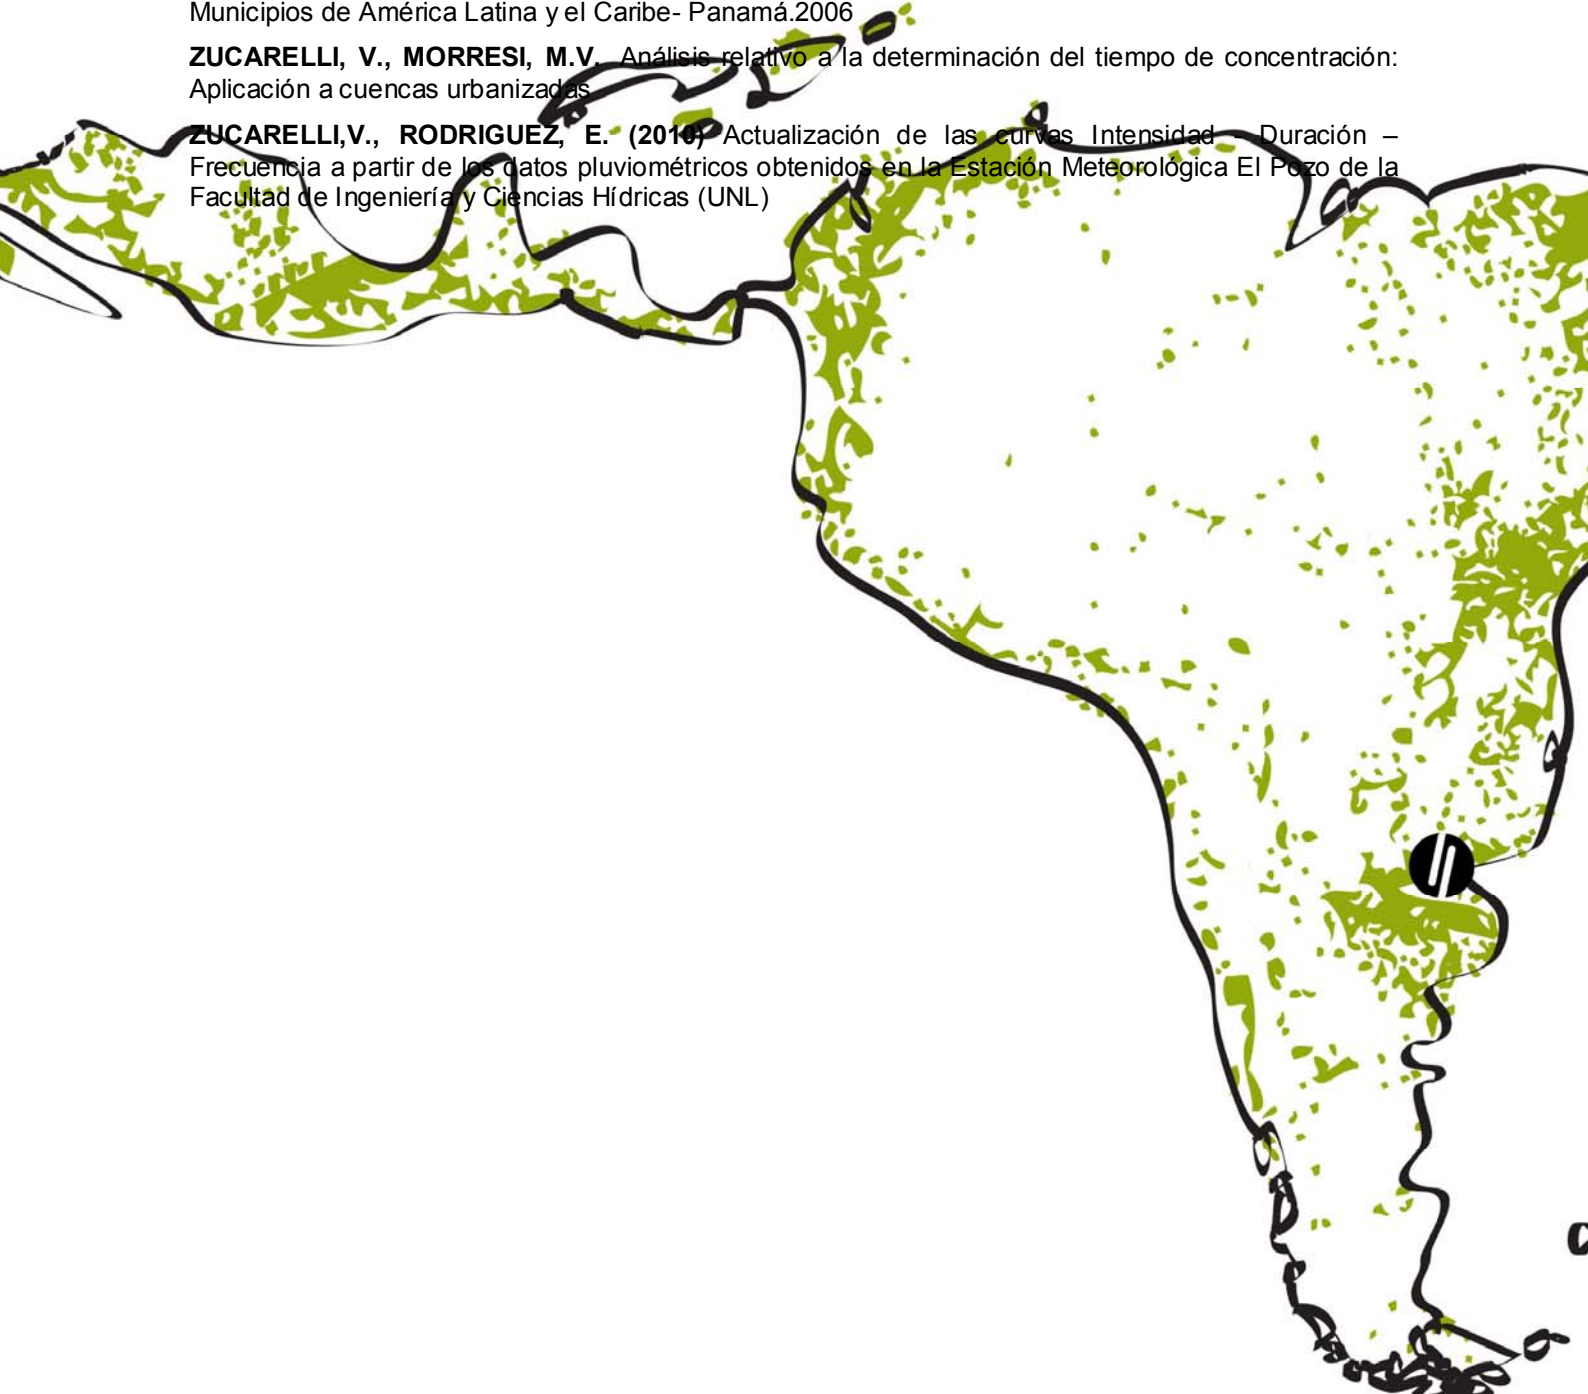 Municipios de América Latina y el Caribe- Panamá.2006
ZUCARELLI, V., MORRESI, M.V. Análisis relativo a la determinación del tiempo de concentración:
Aplicación a cuencas urbanizadas
ZUCARELLI,V., RODRIGUEZ, E. (2010) Actualización de las curvas Intensidad – Duración –
Frecuencia a partir de los datos pluviométricos obtenidos en la Estación Meteorológica El Pozo de la
Facultad de Ingeniería y Ciencias Hídricas (UNL)